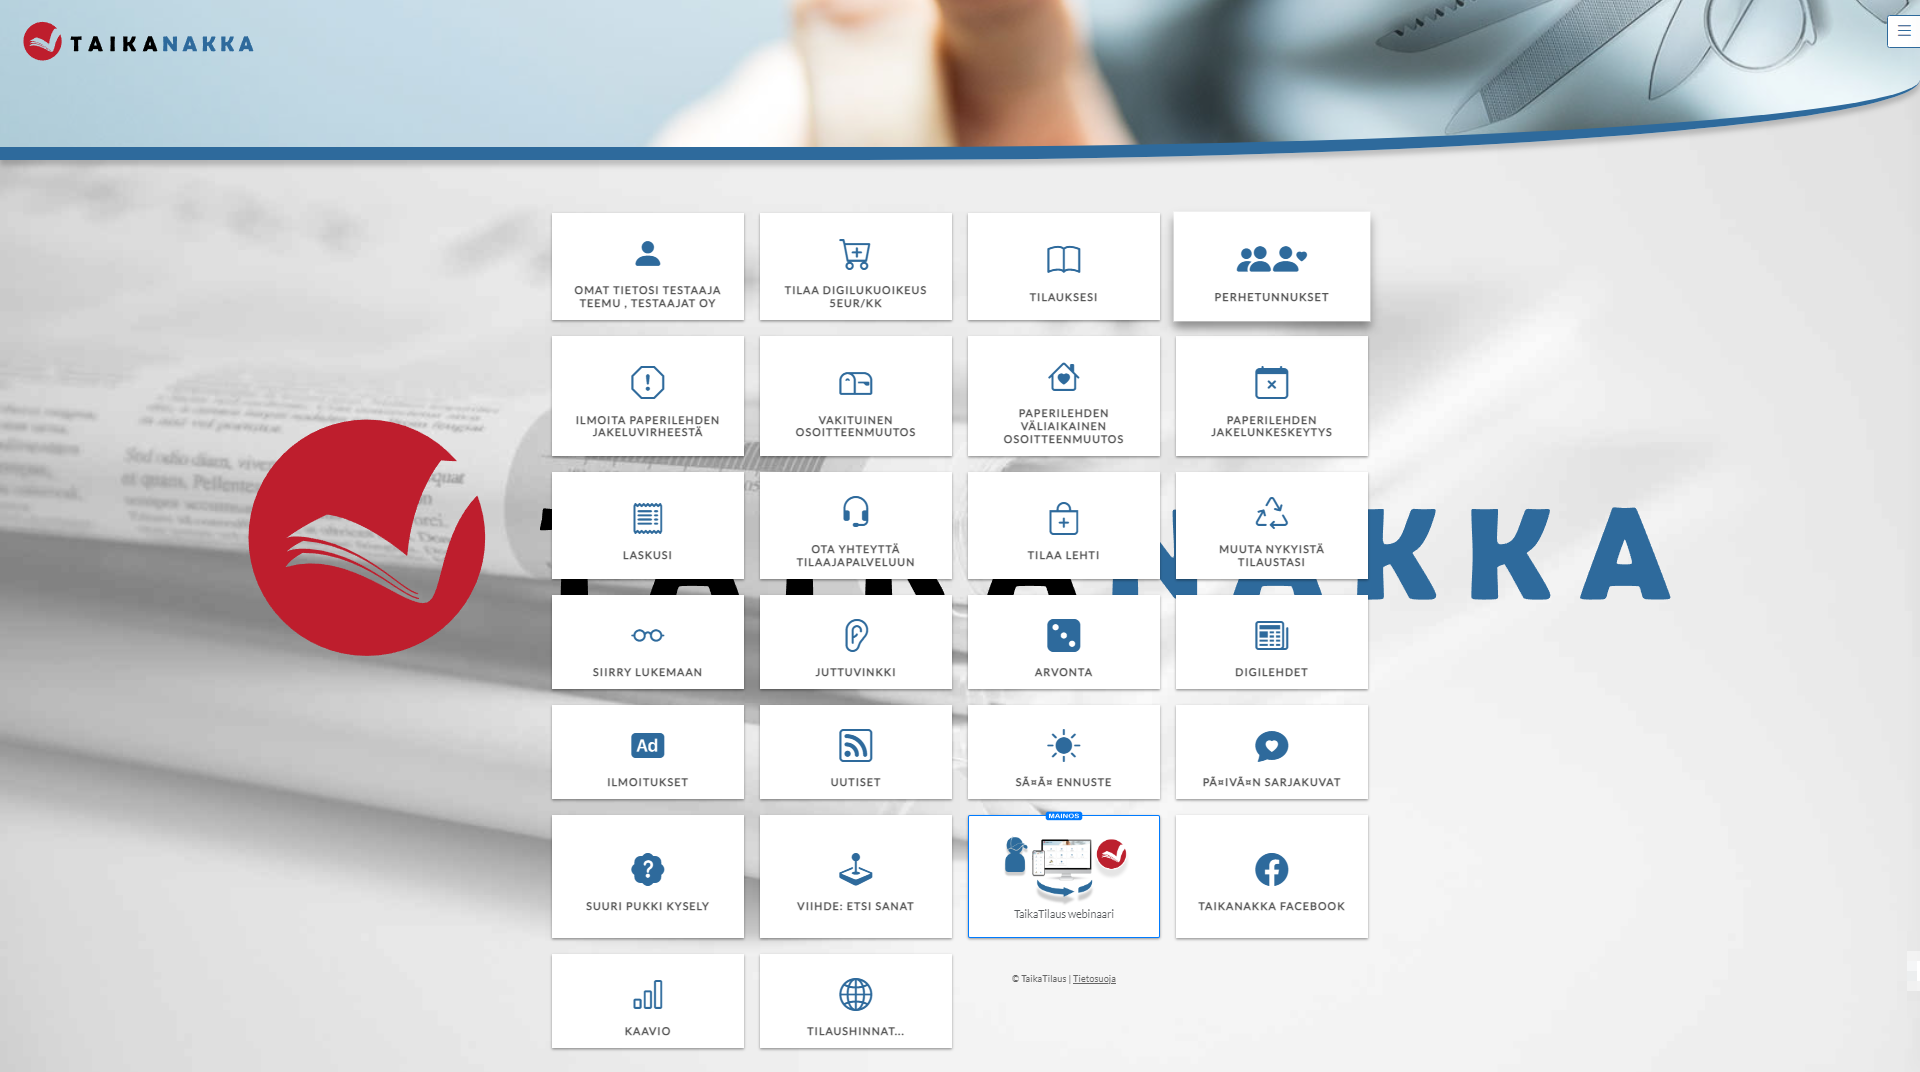 TAIKANAKKA
OMAT TIETOSI TESTAAJA
TEEMU , TESTAAJAT OY
TILAA DIGILUKUOIKEUS
5EUR/KK
TILAUKSESI
PERHETUNNUKSET
ILMOITA PAPERILEHDEN
JAKELUVIRHEESTÄ
VAKITUINEN
OSOITTEENMUUTOS
PAPERILEHDEN
VÄLIAIKAINEN
OSOITTEENMUUTOS
PAPERILEHDEN
JAKELUNKESKEYTYS
LASKUSI
OTA YHTEYTTÄ
TILAAJAPALVELUUN
TILAA LEHTI
MUUTA NYKYISTÄ
TILAUSTASI
SIIRRY LUKEMAAN
JUTTUVINKKI
ARVONTA
DIGILEHDET
Ad
ILMOITUKSET
UUTISET
SÃ¤Ã¤ ENNUSTE
PÃ¤IVÃ¤N SARJAKUVAT
SUURI PUKKI KYSELY
VIIHDE: ETSI SANAT
MAINOS
TaikaTilaus webinaari
TAIKANAKKA FACEBOOK
KAAVIO
TILAUSHINNAT...
© TaikaTilaus | Tietosuoja